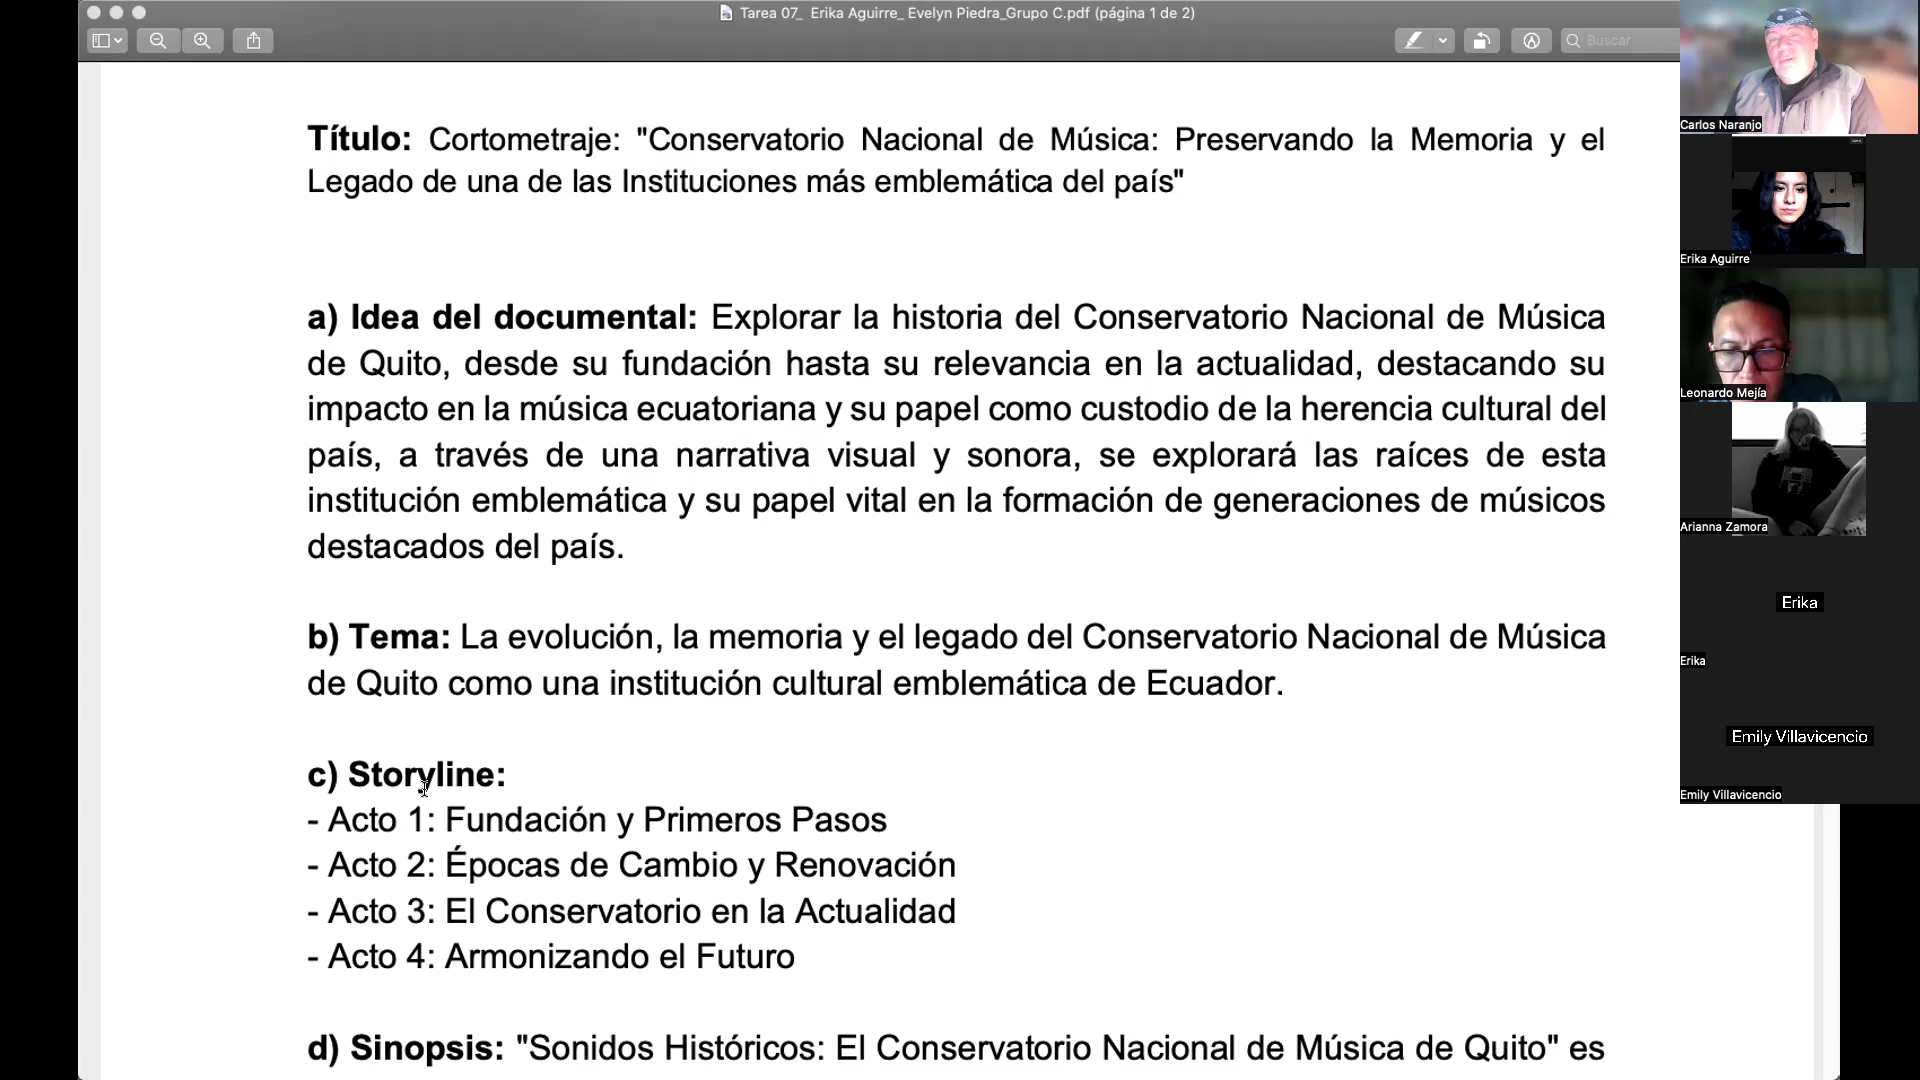 Tarea 07_ Erika Aguirre_ Evelyn Piedra_Grupo C.pdf (página 1 de 2)
Buscar
Título: Cortometraje: "Conservatorio Nacional de Música: Preservando la Memoria y el
Legado de una de las Instituciones más emblemática del país"
a) Idea del documental: Explorar la historia del Conservatorio Nacional de Música
de Quito, desde su fundación hasta su relevancia en la actualidad, destacando su
impacto en la música ecuatoriana y su papel como custodio de la herencia cultural del
país, a través de una narrativa visual y sonora, se explorará las raíces de esta
institución emblemática y su papel vital en la formación de generaciones de músicos
destacados del país.
b) Tema: La evolución, la memoria y el legado del Conservatorio Nacional de Música
de Quito como una institución cultural emblemática de Ecuador.
c) Storyline:
- Acto 1: Fundación y Primeros Pasos
- Acto 2: Épocas de Cambio y Renovación
- Acto 3: El Conservatorio en la Actualidad
- Acto 4: Armonizando el Futuro
d) Sinopsis: "Sonidos Históricos: El Conservatorio Nacional de Música de Quito" es
Carlos Naranjo
Erika Aguirre
Leonardo Mejía
Arianna Zamora
Erika
Erika
Emily Villavicencio
Emily Villavicencio